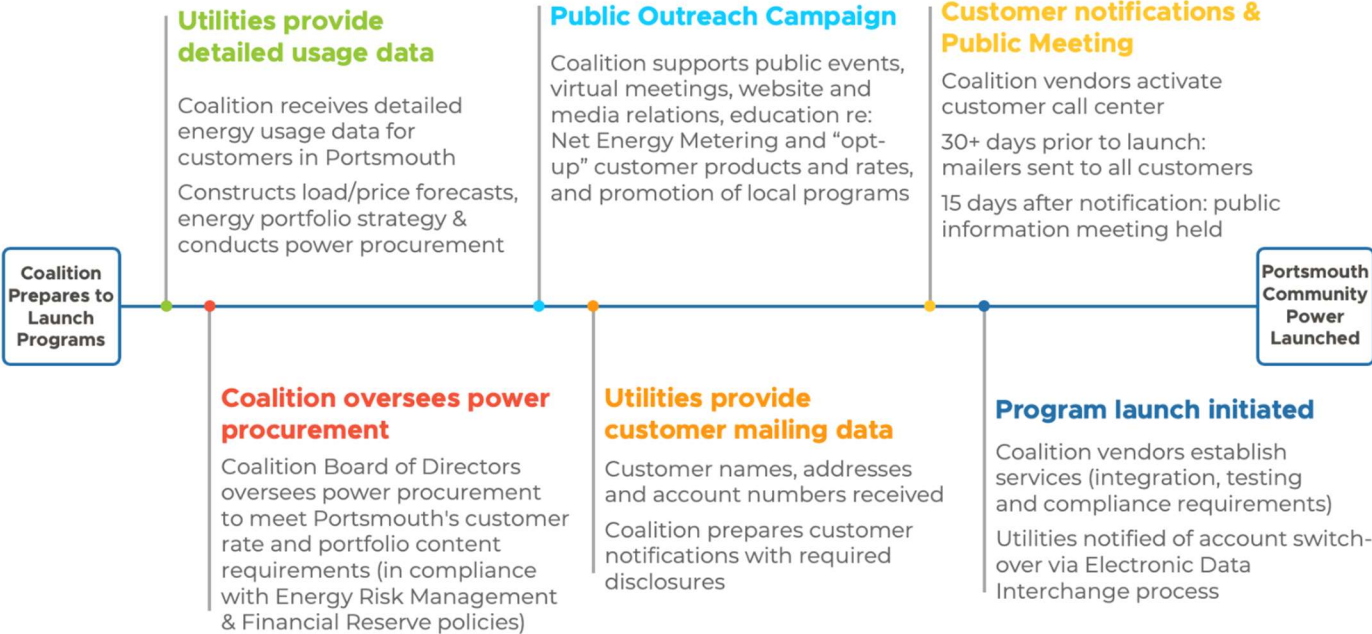 Coalition
Prepares to
Launch
Programs
Utilities provide
detailed usage data
Coalition receives detailed
energy usage data for
customers in Portsmouth
Constructs load/price forecasts,
energy portfolio strategy &
conducts power procurement
Coalition oversees power
procurement
Coalition Board of Directors
oversees power procurement
to meet Portsmouth's customer
rate and portfolio content
requirements (in compliance
with Energy Risk Management
& Financial Reserve policies)
Public Outreach Campaign
Coalition supports public events,
virtual meetings, website and
media relations, education re:
Net Energy Metering and “opt-
up” customer products and rates,
and promotion of local programs
Utilities provide
customer mailing data
Customer names, addresses
and account numbers received
Coalition prepares customer
notifications with required
disclosures
Customer notifications &
Public Meeting
Coalition vendors activate
customer call center
30+ days prior to launch:
mailers sent to all customers
15 days after notification: public
information meeting held
Program launch initiated
Coalition vendors establish
services (integration, testing
and compliance requirements)
Utilities notified of account switch-
over via Electronic Data
Interchange process
Portsmouth
Community
Power
Launched